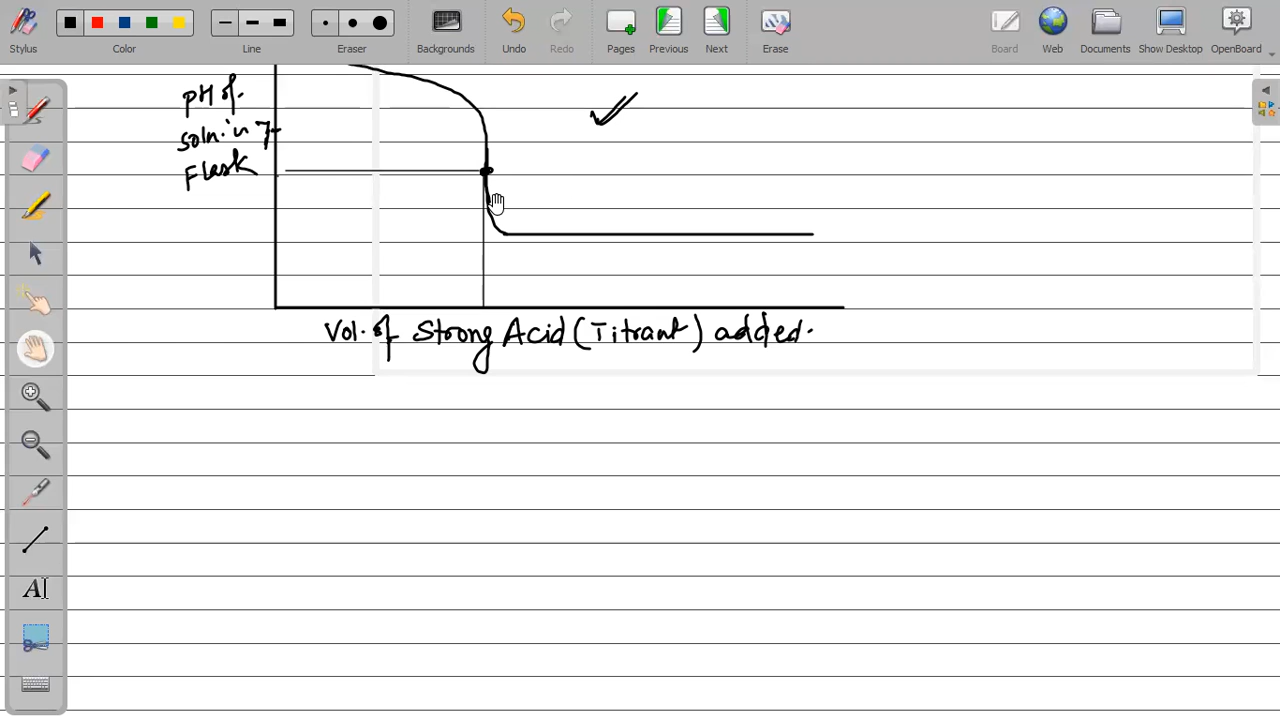 Stylus
Color
Line
Eraser
Backgrounds
Undo
Redo
Pages
Previous
Next
Erase
Board
Web
Documents
Show Desktop
OpenBoard
pH of.
soln. in 7
Flask
Vol. of Strong Acid (Titrant) added.
AI